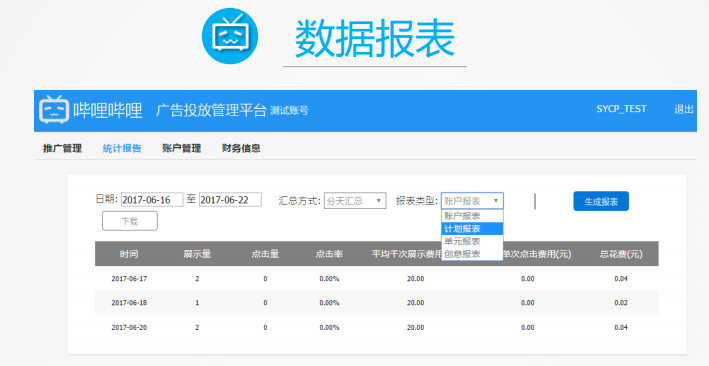 数据报表
哔哩哔哩 广告投放管理平台 测试账号 SYCP_TEST 退出
推广管理 统计报告 账户管理 财务信息
日期: 2017-06-16 至 2017-06-22 汇总方式: 分天汇总 报表类型: 账户报表 生成报表
下载
账户报表
计划报表
单元报表
创意报表
时间 展示量 点击量 点击率 平均千次展示费用 单次点击费用(元) 总花费(元)
2017-06-17 2 0 0.00% 20.00 0.00 0.04
2017-06-18 1 0 0.00% 20.00 0.00 0.02
2017-06-20 2 0 0.00% 20.00 0.00 0.04